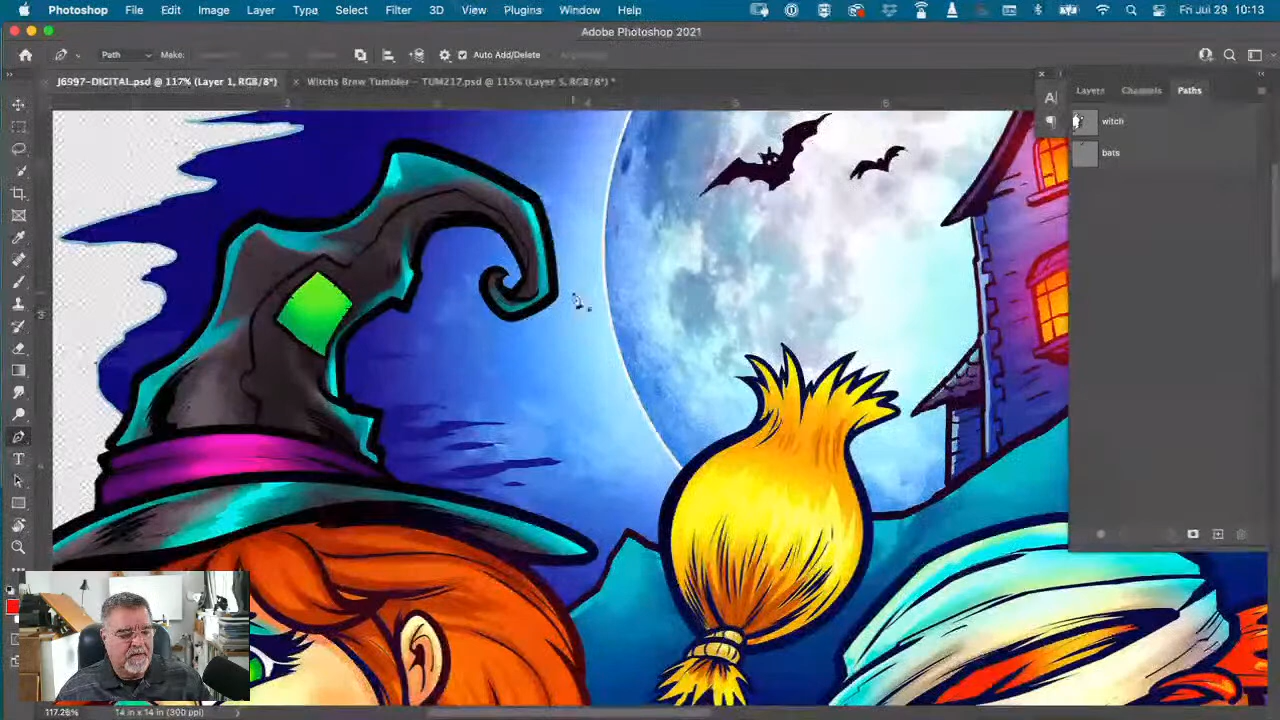 Photoshop File Edit Image Layer Type Select Filter 3D View Plugins Window Help Fri Jul 29 10:13
Adobe Photoshop 2021
Path Make: Auto Add/Delete
J6997-DIGITAL.psd @ 117% (Layer 1, RGB/8*) × Witchs Brew Tumbler - TUM217.psd @ 115% (Layer 5, RGB/8*) *
Layers Channels Paths
witch
bats
117.26% 14 in x 14 in (300 ppi)